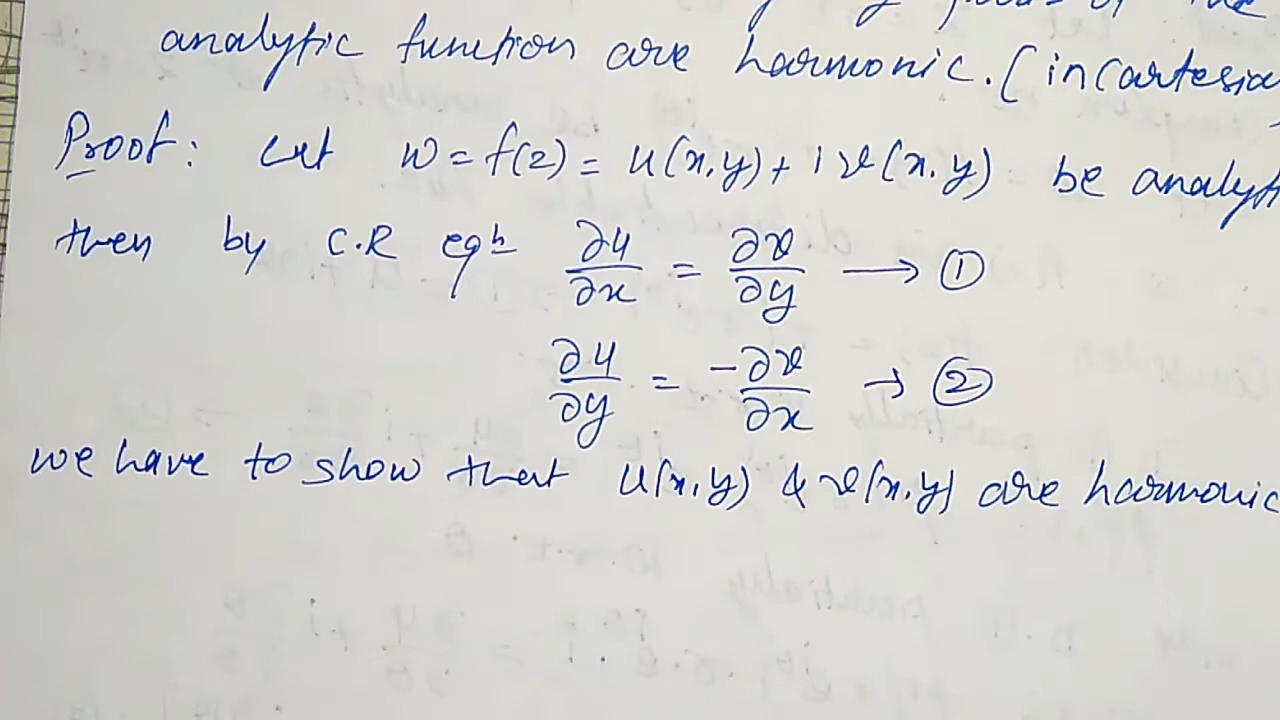 analytic function are harmonic. (in cartesia
Proof: Let w = f(z) = u(x,y) + iv(x,y) be analyt
then by C.R eqn ∂u/∂x = ∂v/∂y → ①
∂u/∂y = -∂v/∂x → ②
we have to show that u(x,y) & v(x,y) are harmonic